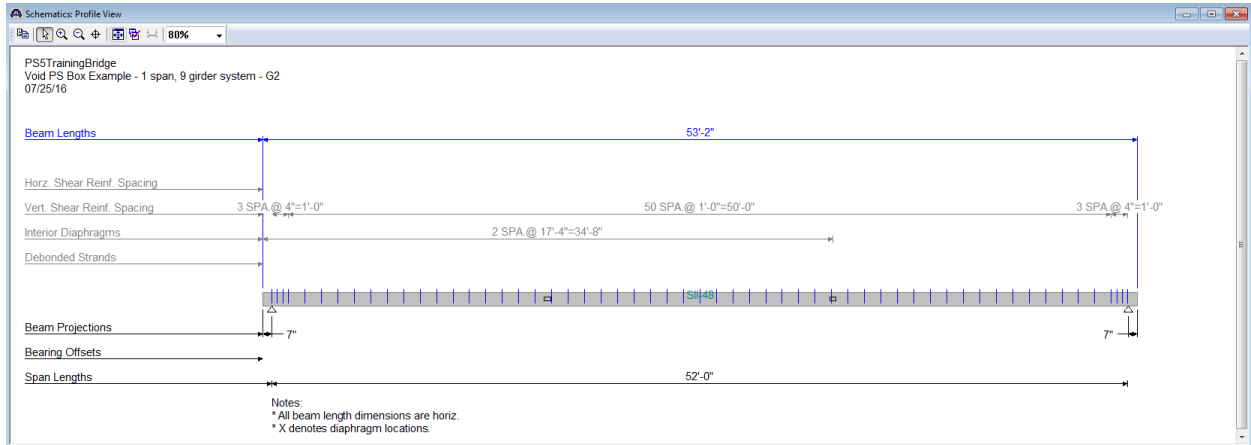 Schematics: Profile View
80%
PS5TrainingBridge
Void PS Box Example - 1 span, 9 girder system - G2
07/25/16
Beam Lengths 53'-2"
Horz. Shear Reinf. Spacing
Vert. Shear Reinf. Spacing 3 SPA.@ 4"=1'-0" 50 SPA.@ 1'-0"=50'-0" 3 SPA.@ 4"=1'-0"
Interior Diaphragms 2 SPA.@ 17'-4"=34'-8"
Debonded Strands
SII-48
Beam Projections 7" 7"
Bearing Offsets
Span Lengths 52'-0"
Notes:
* All beam length dimensions are horiz.
* X denotes diaphragm locations.